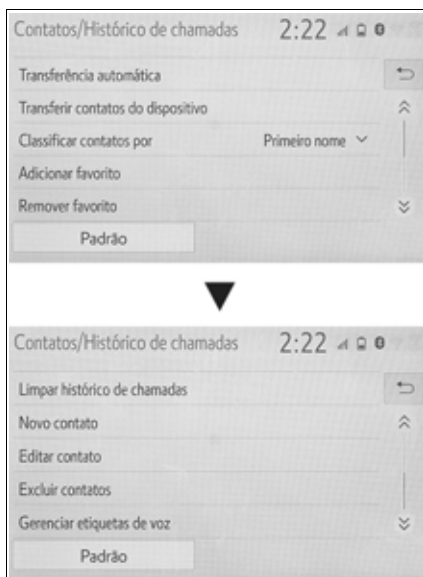 Contatos/Histórico de chamadas 2:22
Transferência automática
Transferir contatos do dispositivo
Classificar contatos por Primeiro nome
Adicionar favorito
Remover favorito
Padrão
Contatos/Histórico de chamadas 2:22
Limpar histórico de chamadas
Novo contato
Editar contato
Excluir contatos
Gerenciar etiquetas de voz
Padrão